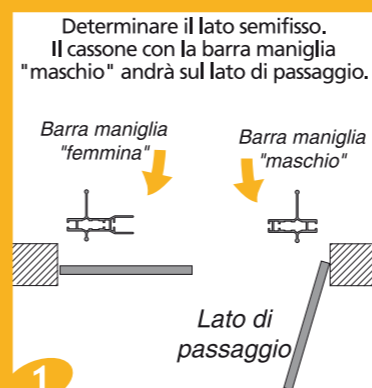 Determinare il lato semifisso.
Il cassone con la barra maniglia
"maschio" andrà sul lato di passaggio.
Barra maniglia
"femmina"
Barra maniglia
"maschio"
Lato di
passaggio
1